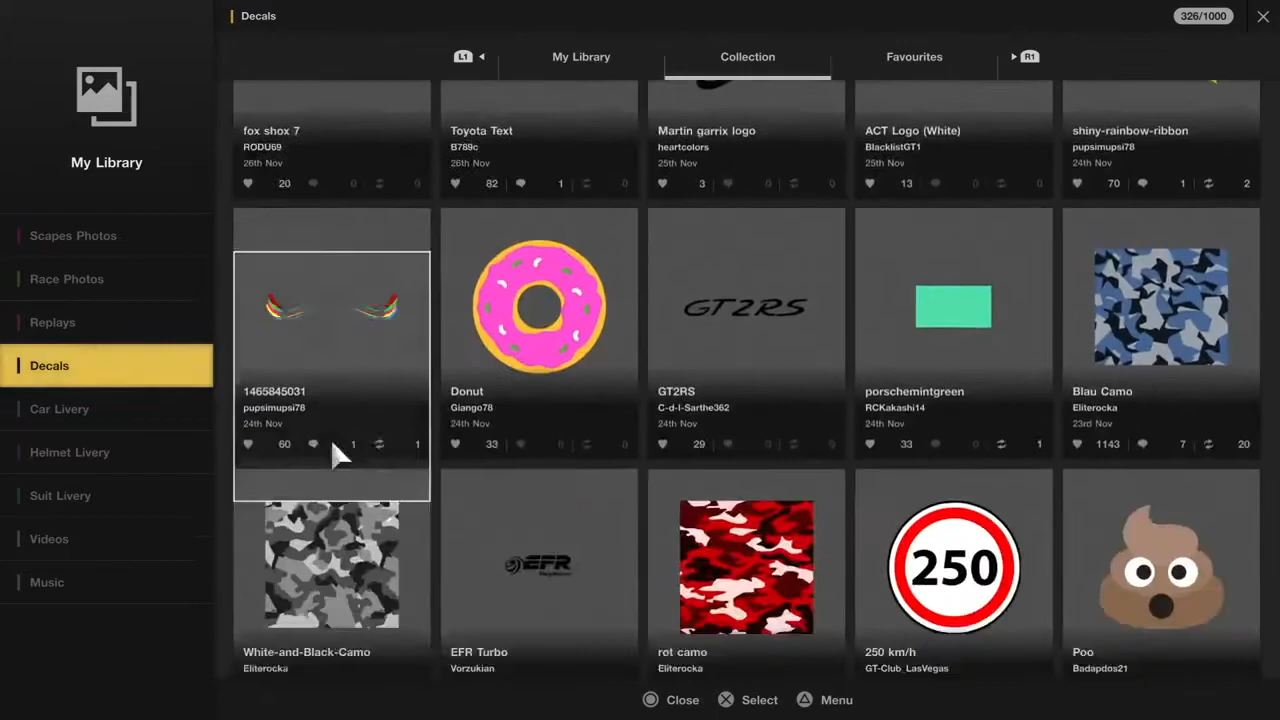 Decals
326/1000
L1
My Library
Collection
Favourites
R1
My Library
Scapes Photos
Race Photos
Replays
Decals
Car Livery
Helmet Livery
Suit Livery
Videos
Music
fox shox 7
RODU69
26th Nov
20 0 0
Toyota Text
B789c
26th Nov
82 1 0
Martin garrix logo
heartcolors
25th Nov
3 0 0
ACT Logo (White)
BlacklistGT1
25th Nov
13 0 0
shiny-rainbow-ribbon
pupsimupsi78
24th Nov
70 1 2
1465845031
pupsimupsi78
24th Nov
60 1 1
Donut
Giango78
24th Nov
33 0 0
GT2RS
GT2RS
C-d-l-Sarthe362
24th Nov
29 0 0
porschemintgreen
RCKakashi14
24th Nov
33 0 1
Blau Camo
Eliterocka
23rd Nov
1143 7 20
White-and-Black-Camo
Eliterocka
EFR
EFR Turbo
Vorzukian
rot camo
Eliterocka
250
250 km/h
GT-Club_LasVegas
Poo
Badapdos21
Close
Select
Menu